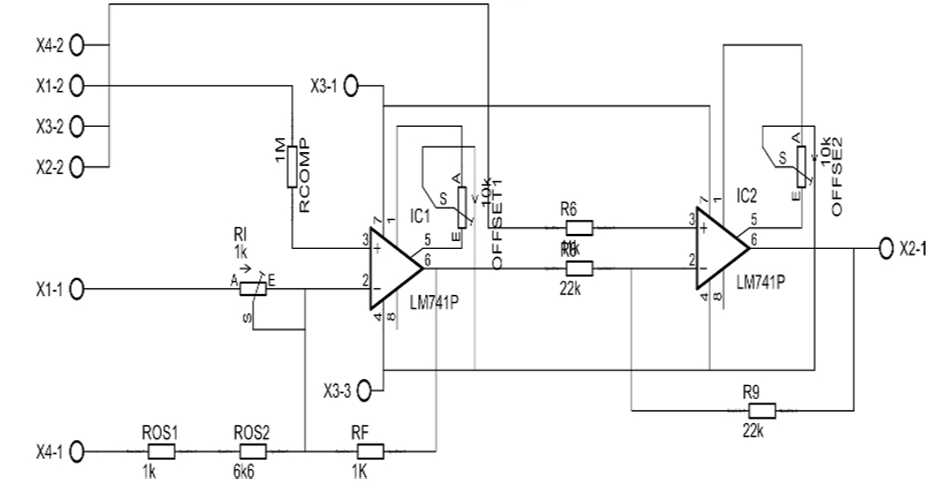 X4-2
X1-2
X3-2
X2-2
X3-1
1M
RCOMP
7
1
3
+
2
−
4
8
5
6
IC1
LM741P
A
S
E
10k
OFFSET1
RI
1k
A
E
S
X1-1
X3-3
X4-1
ROS1
1k
ROS2
6k6
RF
1K
R6
22k
7
1
3
+
2
−
4
8
5
6
IC2
LM741P
A
S
E
10k
OFFSE2
X2-1
R9
22k